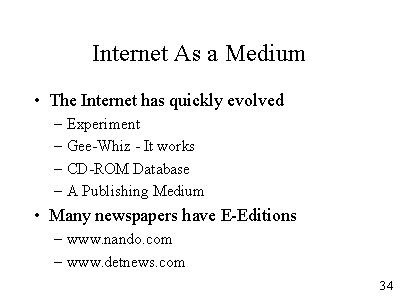 Internet As a Medium
• The Internet has quickly evolved
– Experiment
– Gee-Whiz - It works
– CD-ROM Database
– A Publishing Medium
• Many newspapers have E-Editions
– www.nando.com
– www.detnews.com
34